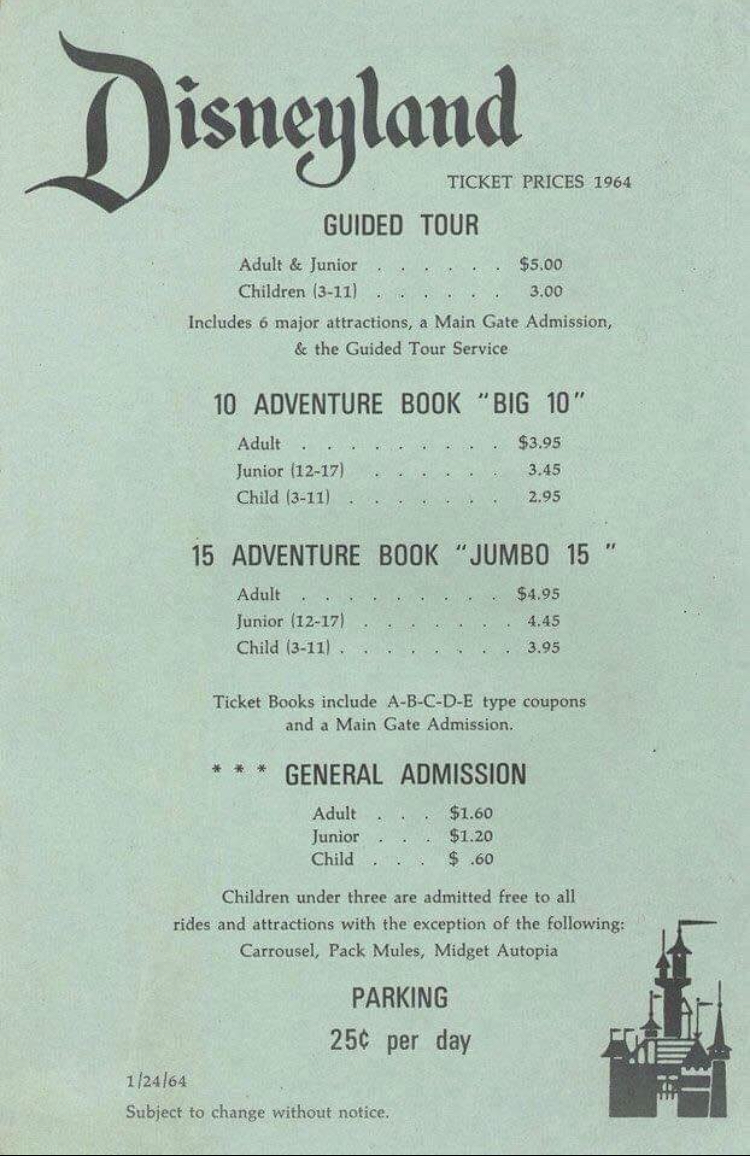 Disneyland
TICKET PRICES 1964
GUIDED TOUR
Adult & Junior . . . . . . $5.00
Children (3-11) . . . . . . 3.00
Includes 6 major attractions, a Main Gate Admission,
& the Guided Tour Service
10 ADVENTURE BOOK "BIG 10"
Adult . . . . . . . . . $3.95
Junior (12-17) . . . . . . 3.45
Child (3-11) . . . . . . . 2.95
15 ADVENTURE BOOK "JUMBO 15 "
Adult . . . . . . . . . $4.95
Junior (12-17) . . . . . . . 4.45
Child (3-11) . . . . . . . . 3.95
Ticket Books include A-B-C-D-E type coupons
and a Main Gate Admission.
* * * GENERAL ADMISSION
Adult . . . $1.60
Junior . . . $1.20
Child . . . $ .60
Children under three are admitted free to all
rides and attractions with the exception of the following:
Carrousel, Pack Mules, Midget Autopia
PARKING
25¢ per day
1/24/64
Subject to change without notice.